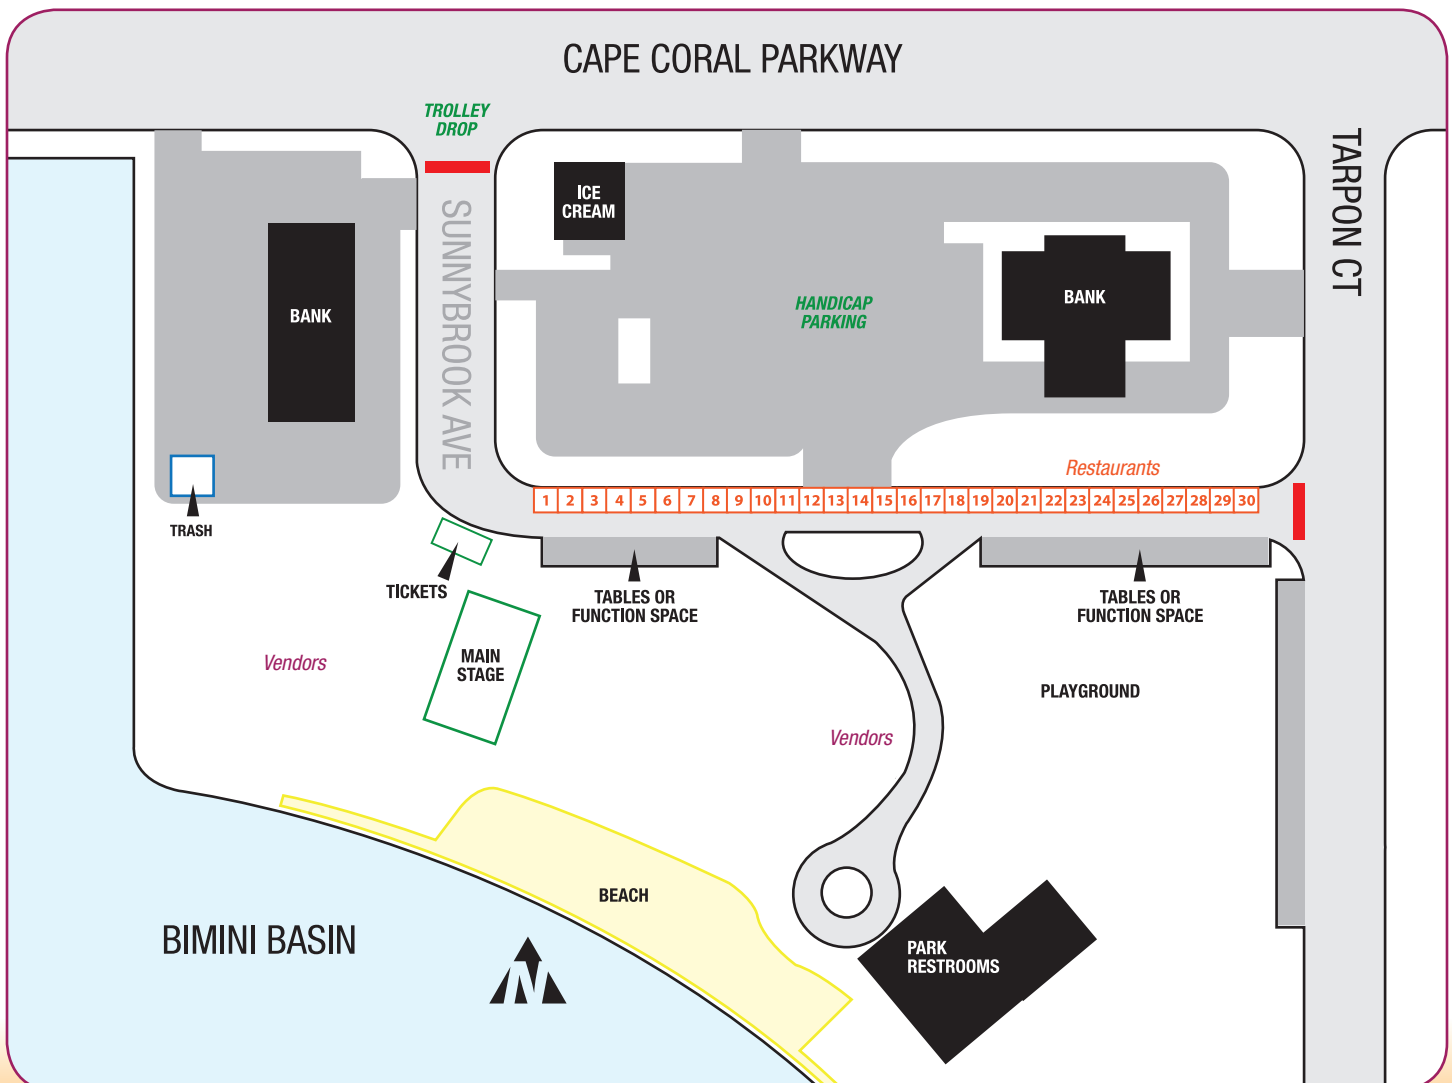 CAPE CORAL PARKWAY
TROLLEY
DROP
TARPON CT
SUNNYBROOK AVE
ICE
CREAM
BANK
HANDICAP
PARKING
BANK
Restaurants
1 2 3 4 5 6 7 8 9 10 11 12 13 14 15 16 17 18 19 20 21 22 23 24 25 26 27 28 29 30
TRASH
TICKETS
TABLES OR
FUNCTION SPACE
TABLES OR
FUNCTION SPACE
MAIN
STAGE
Vendors
PLAYGROUND
Vendors
BEACH
BIMINI BASIN
N
PARK
RESTROOMS